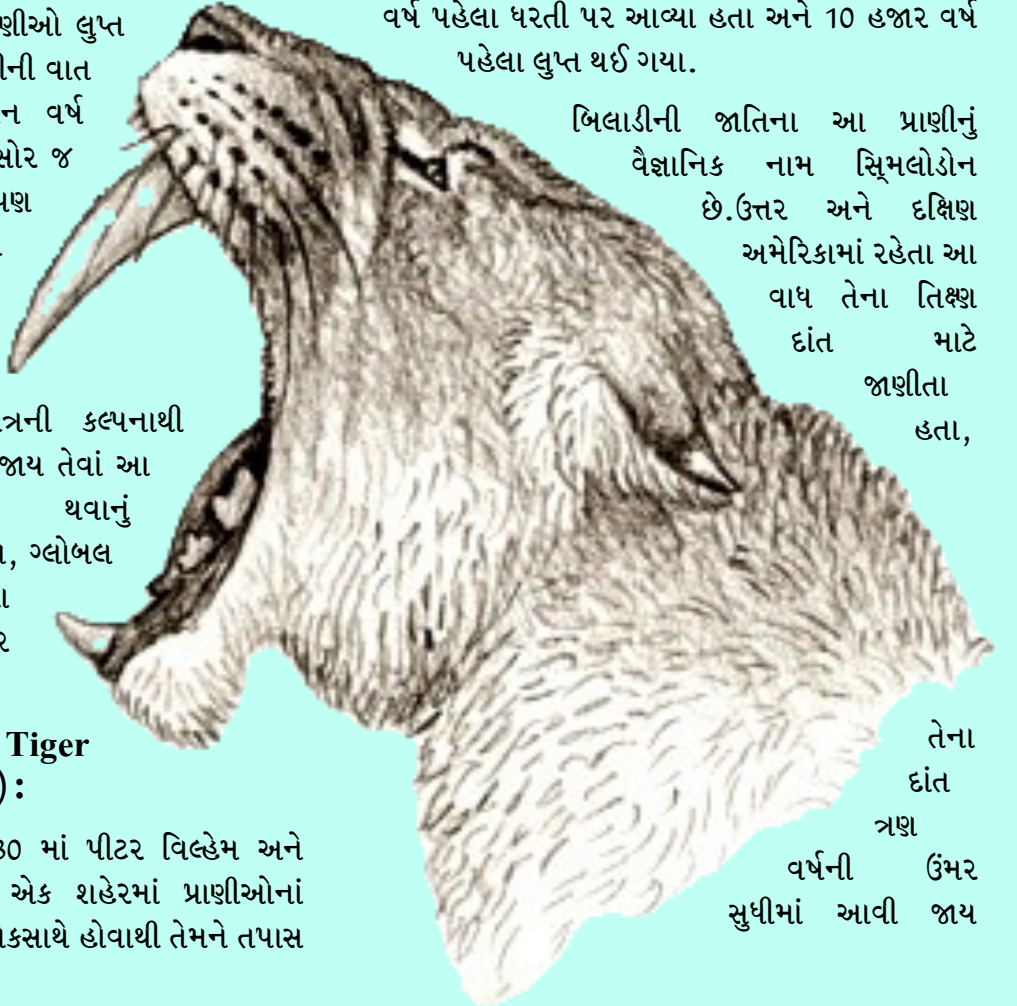 ણીઓ લુપ્ત
ની વાત
ન વર્ષ
સોર જ
પણ
ત્રની કલ્પનાથી
જાય તેવાં આ
થવાનું
, ગ્લોબલ
ર
Tiger
):
30 માં પીટર વિલ્હેમ અને
એક શહેરમાં પ્રાણીઓનાં
કસાથે હોવાથી તેમને તપાસ
વર્ષ પહેલા ધરતી પર આવ્યા હતા અને 10 હજાર વર્ષ
પહેલા લુપ્ત થઈ ગયા.
બિલાડીની જાતિના આ પ્રાણીનું
વૈજ્ઞાનિક નામ સ્મિલોડોન
છે.ઉત્તર અને દક્ષિણ
અમેરિકામાં રહેતા આ
વાઘ તેના તિક્ષ્ણ
દાંત માટે
જાણીતા
હતા,
તેના
દાંત
ત્રણ
વર્ષની ઉંમર
સુધીમાં આવી જાય